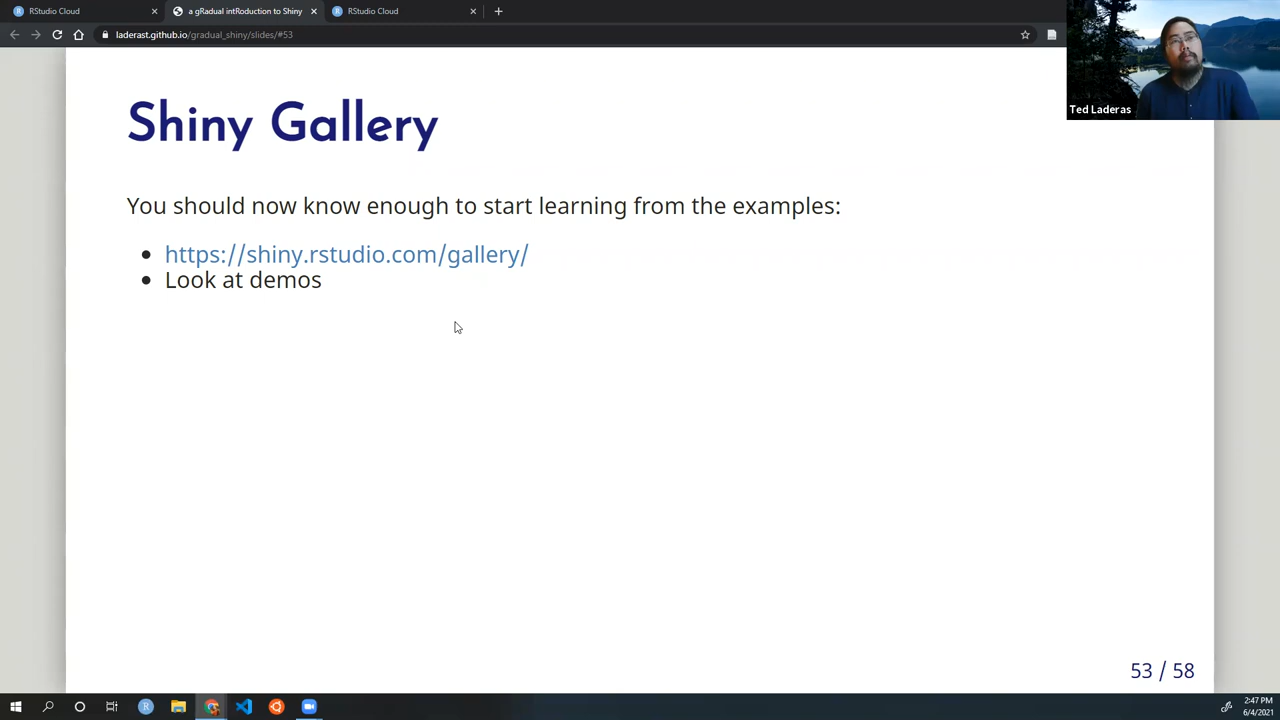 RStudio Cloud
a gRadual intRoduction to Shiny
RStudio Cloud
laderast.github.io/gradual_shiny/slides/#53
Ted Laderas
Shiny Gallery
You should now know enough to start learning from the examples:
https://shiny.rstudio.com/gallery/
Look at demos
53 / 58
2:47 PM
6/4/2021